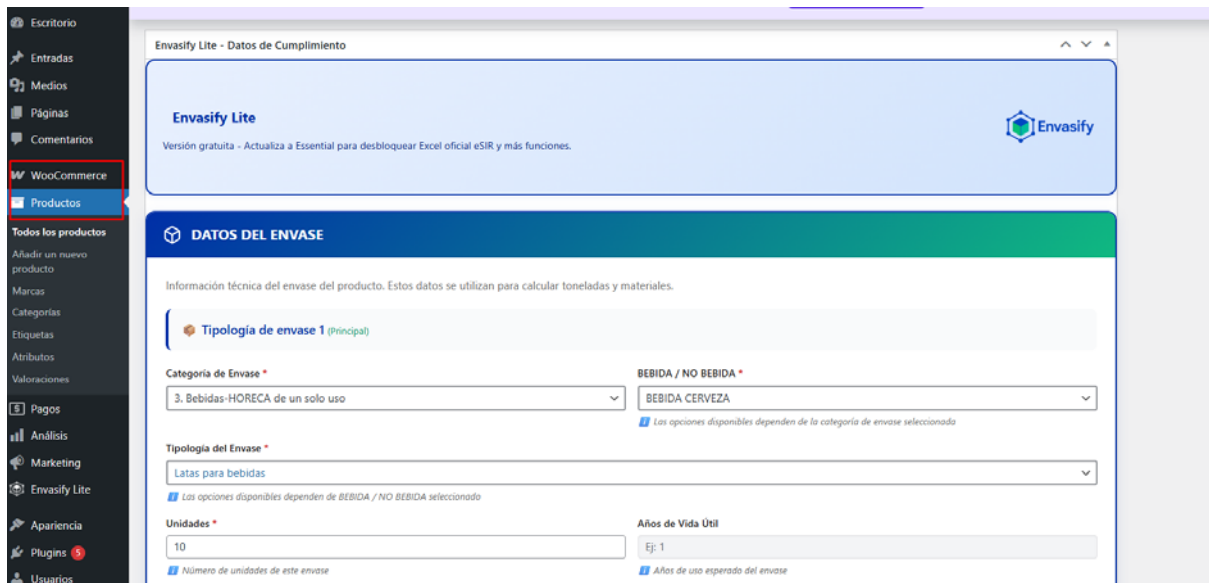 Escritorio
Entradas
Medios
Páginas
Comentarios
WooCommerce
Productos
Todos los productos
Añadir un nuevo
producto
Marcas
Categorías
Etiquetas
Atributos
Valoraciones
Pagos
Análisis
Marketing
Envasify Lite
Apariencia
Plugins 5
Usuarios
Envasify Lite - Datos de Cumplimiento
Envasify Lite
Versión gratuita - Actualiza a Essential para desbloquear Excel oficial eSIR y más funciones.
Envasify
DATOS DEL ENVASE
Información técnica del envase del producto. Estos datos se utilizan para calcular toneladas y materiales.
Tipología de envase 1 (Principal)
Categoría de Envase *
3. Bebidas-HORECA de un solo uso
BEBIDA / NO BEBIDA *
BEBIDA CERVEZA
Las opciones disponibles dependen de la categoría de envase seleccionada
Tipología del Envase *
Latas para bebidas
Las opciones disponibles dependen de BEBIDA / NO BEBIDA seleccionado
Unidades *
10
Número de unidades de este envase
Años de Vida Útil
Ej: 1
Años de uso esperado del envase